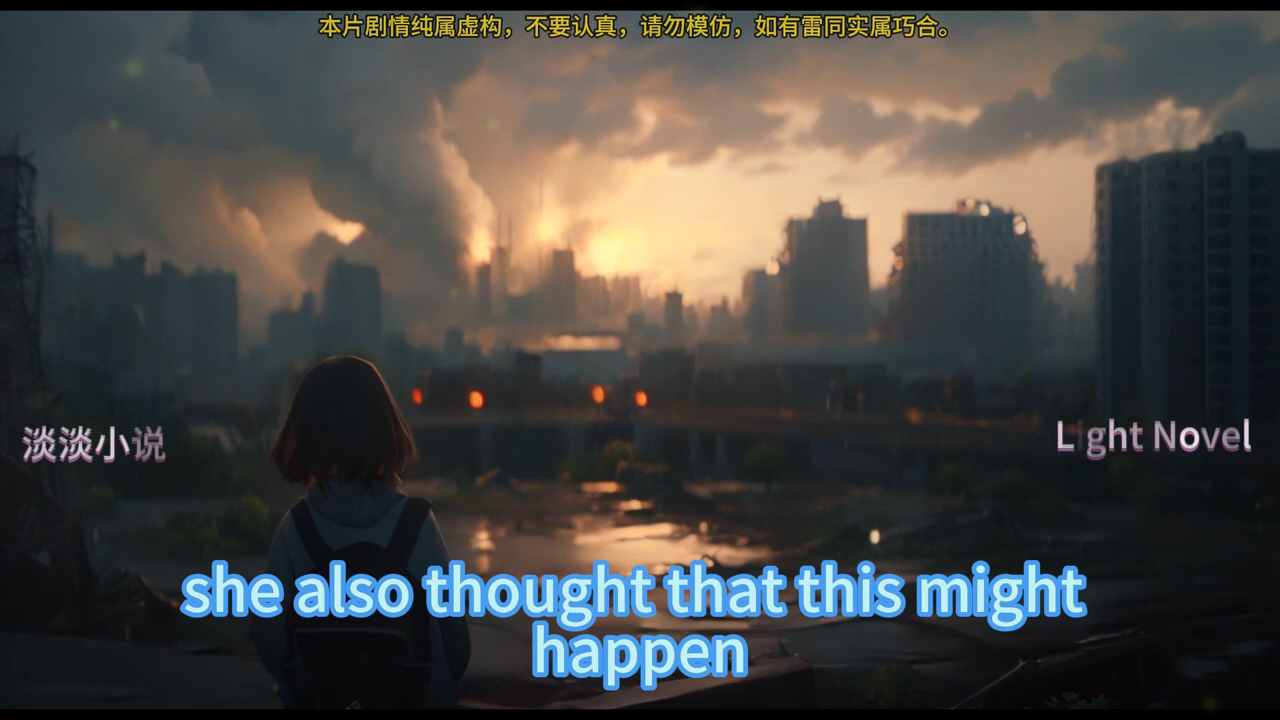 本片剧情纯属虚构，不要认真，请勿模仿，如有雷同实属巧合。
淡淡小说
Light Novel
she also thought that this might
happen